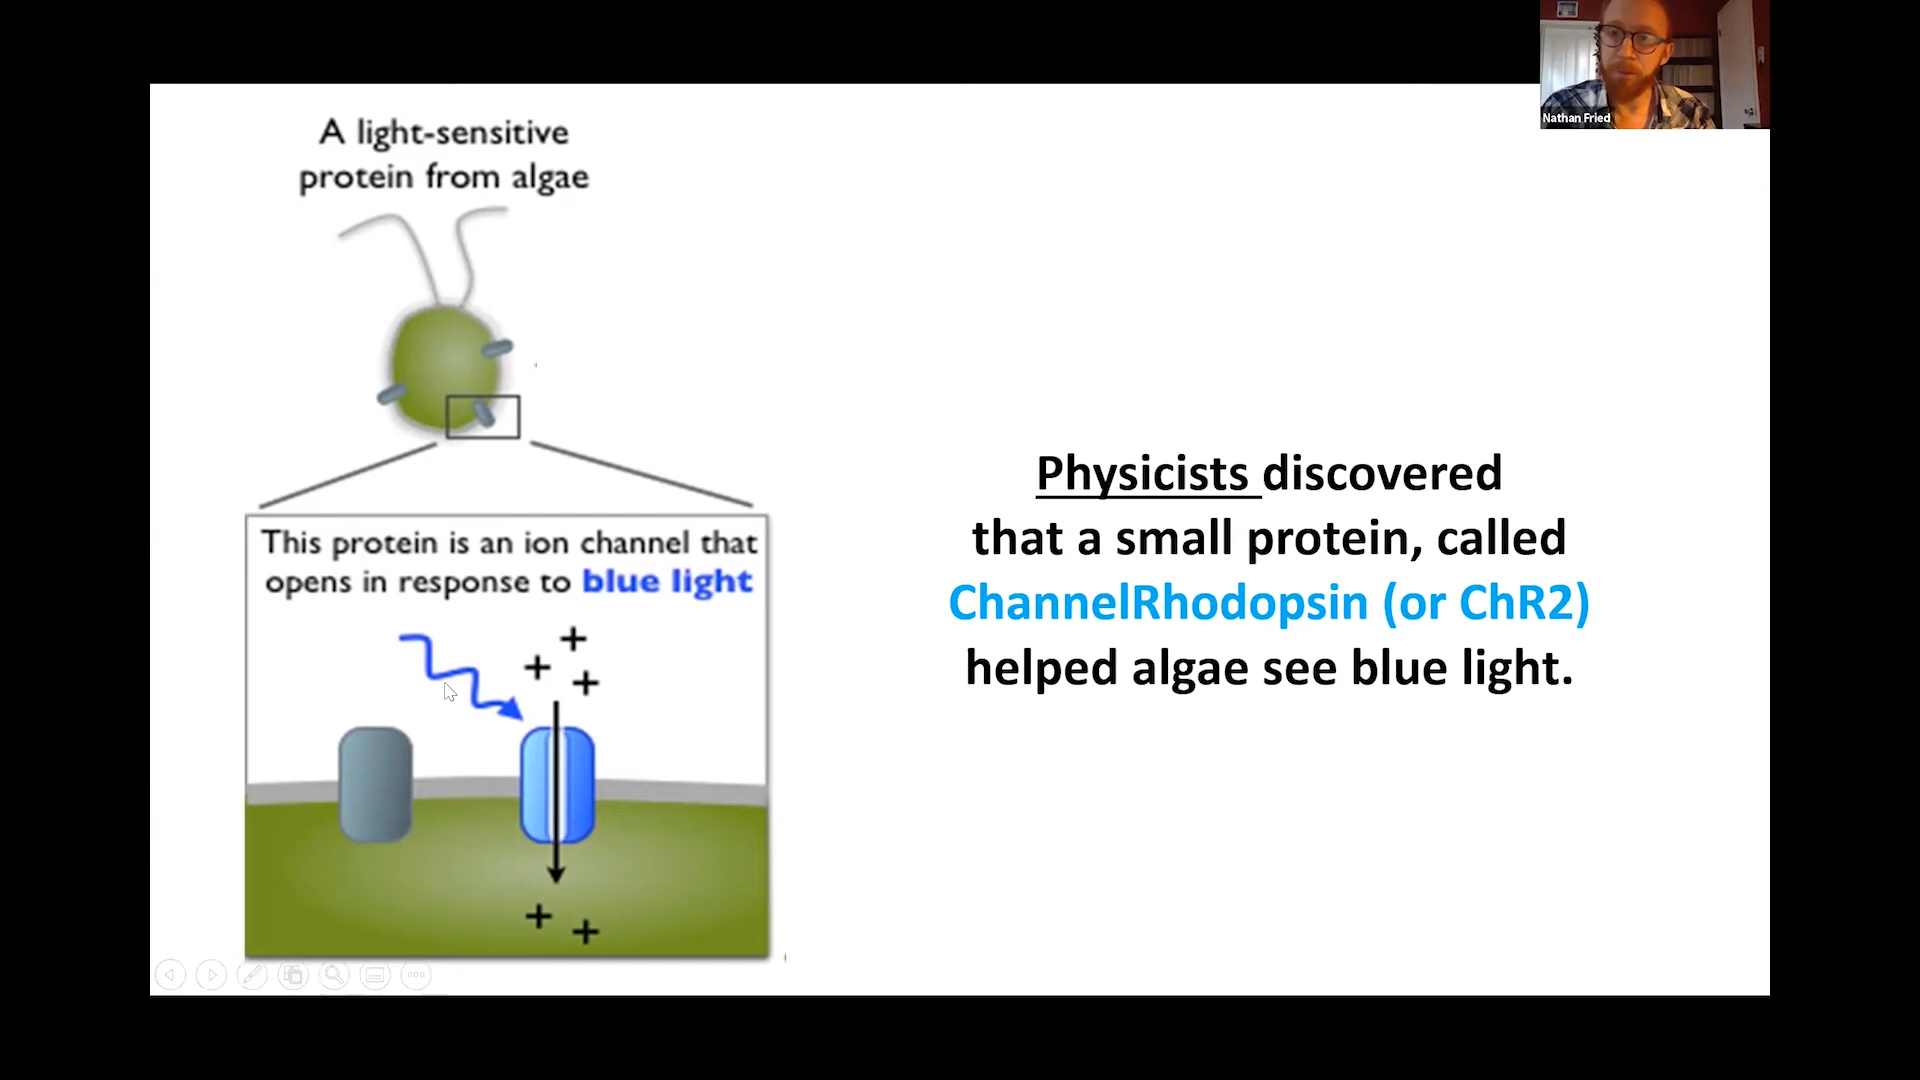 A light-sensitive
protein from algae
This protein is an ion channel that
opens in response to blue light
+
+
+
+
+
Physicists discovered
that a small protein, called
ChannelRhodopsin (or ChR2)
helped algae see blue light.
Nathan Fried